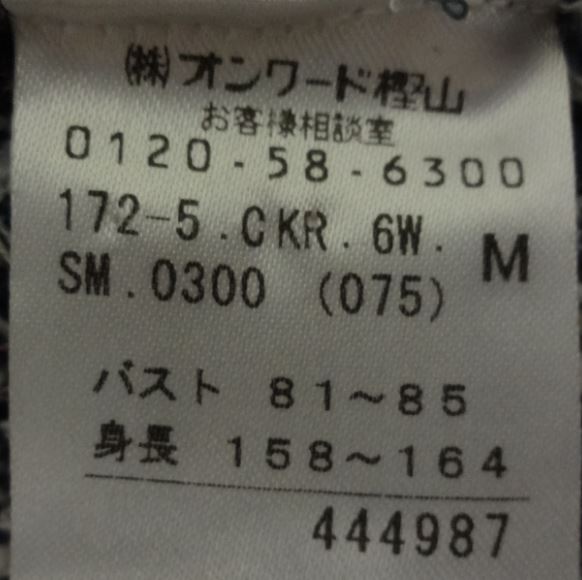 (株)オンワード樫山
お客様相談室
0120-58-6300
172-5.CKR.6W. M
SM.0300 (075)
バスト 81~85
身長 158~164
444987